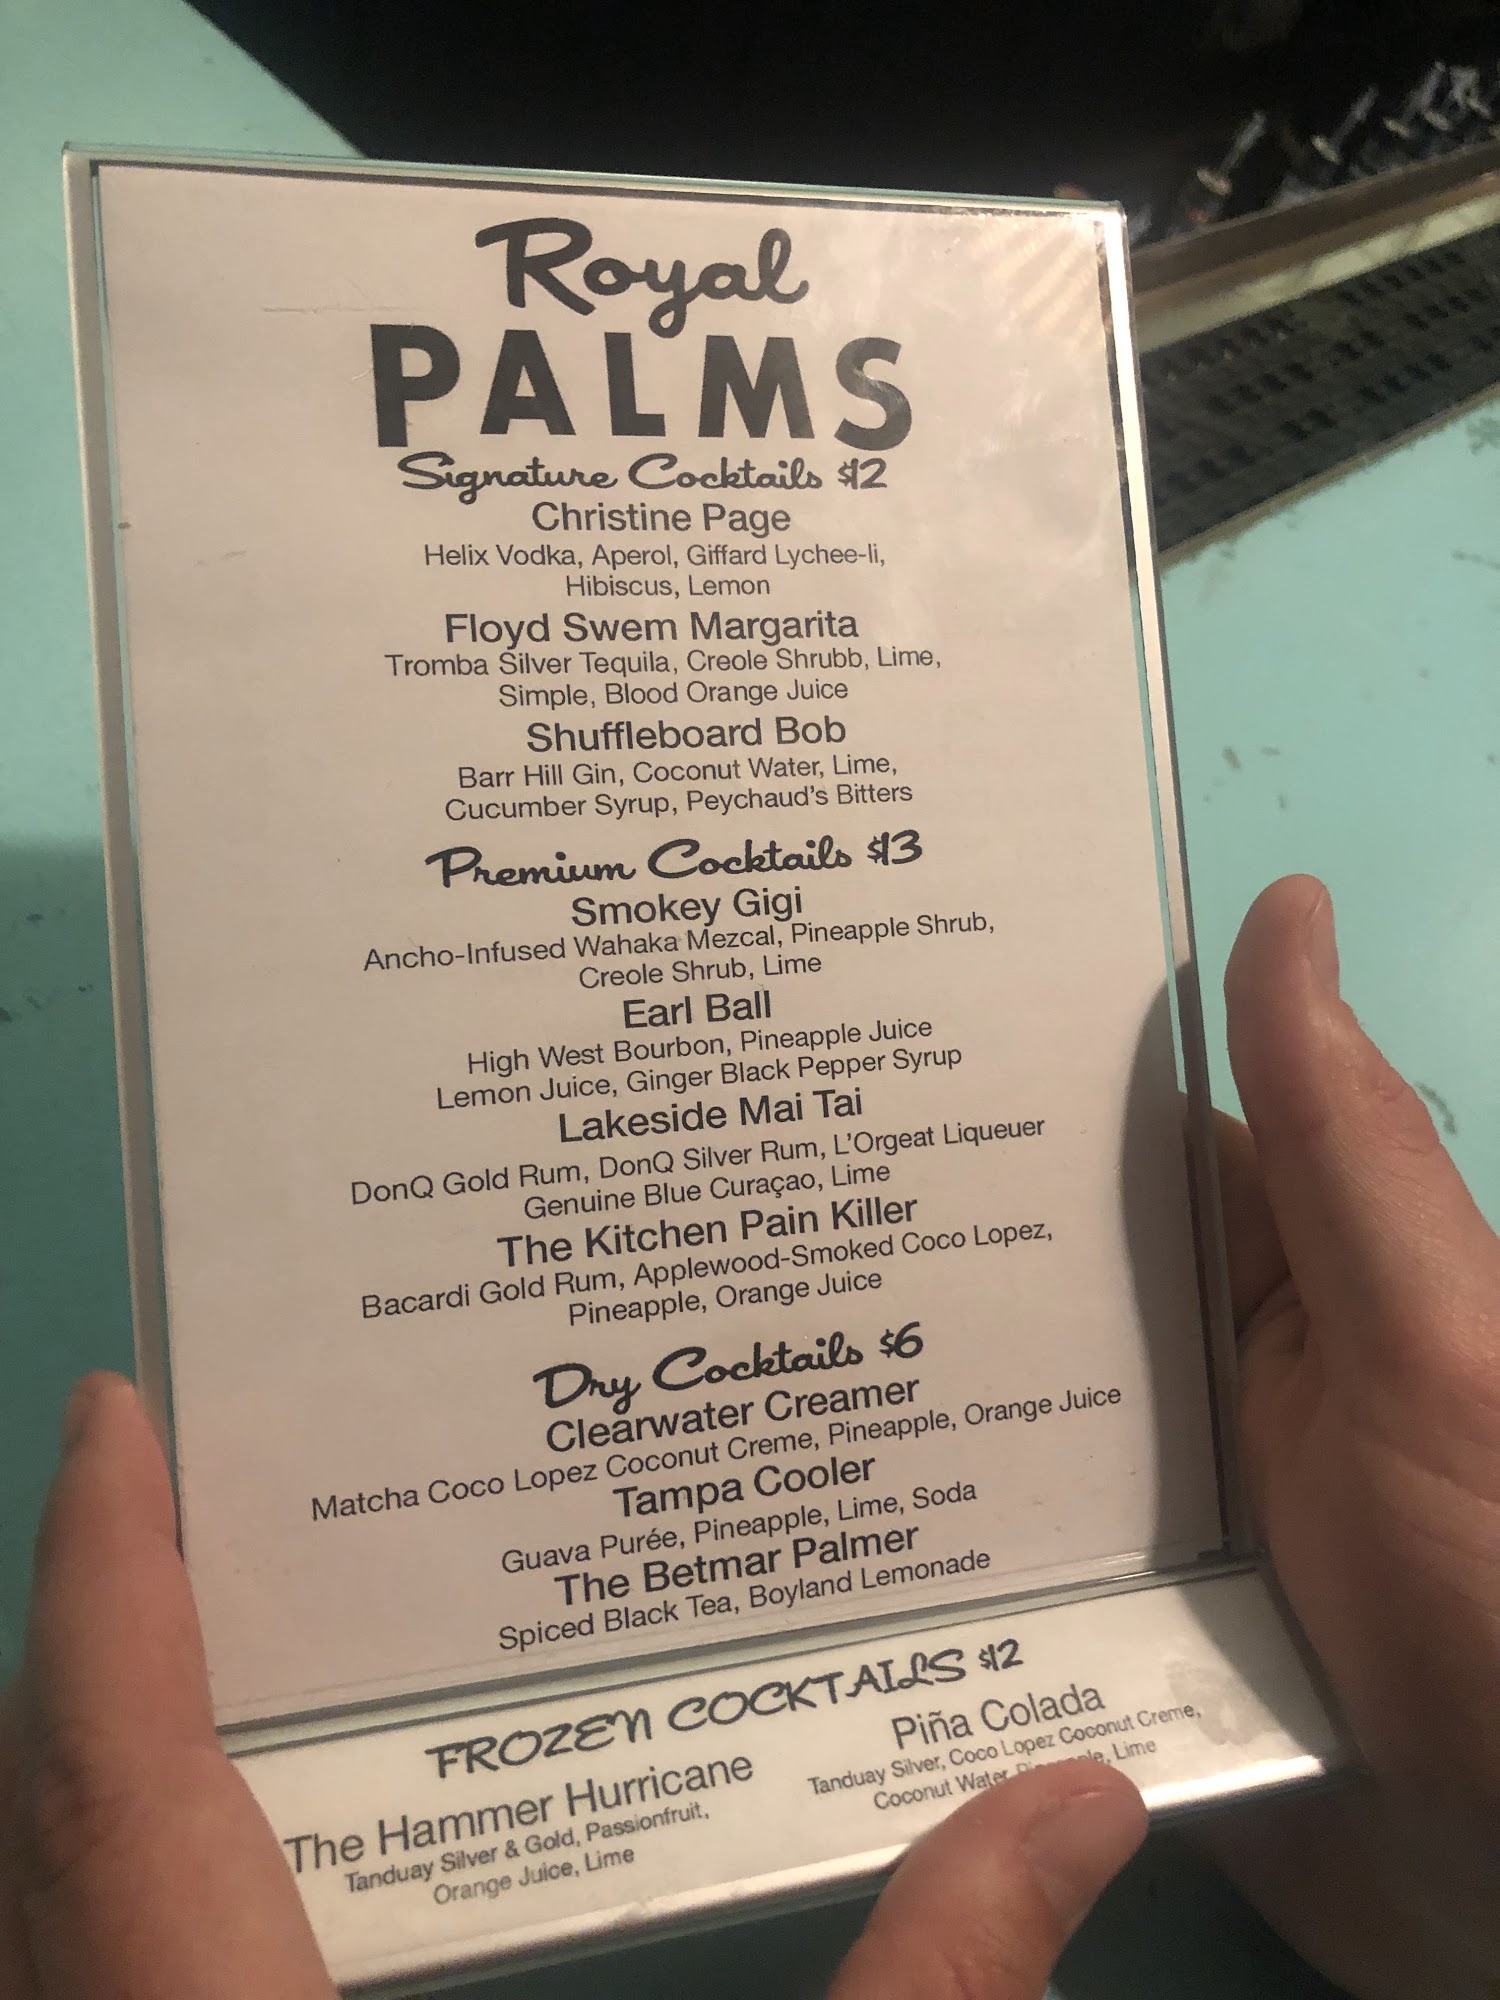 Royal
PALMS
Signature Cocktails $12
Christine Page
Helix Vodka, Aperol, Giffard Lychee-li,
Hibiscus, Lemon
Floyd Swem Margarita
Tromba Silver Tequila, Creole Shrubb, Lime,
Simple, Blood Orange Juice
Shuffleboard Bob
Barr Hill Gin, Coconut Water, Lime,
Cucumber Syrup, Peychaud's Bitters
Premium Cocktails $13
Smokey Gigi
Ancho-Infused Wahaka Mezcal, Pineapple Shrub,
Creole Shrub, Lime
Earl Ball
High West Bourbon, Pineapple Juice
Lemon Juice, Ginger Black Pepper Syrup
Lakeside Mai Tai
DonQ Gold Rum, DonQ Silver Rum, L'Orgeat Liqueuer
Genuine Blue Curaçao, Lime
The Kitchen Pain Killer
Bacardi Gold Rum, Applewood-Smoked Coco Lopez,
Pineapple, Orange Juice
Dry Cocktails $6
Clearwater Creamer
Matcha Coco Lopez Coconut Creme, Pineapple, Orange Juice
Tampa Cooler
Guava Purée, Pineapple, Lime, Soda
The Betmar Palmer
Spiced Black Tea, Boyland Lemonade
FROZEN COCKTAILS $12
The Hammer Hurricane
Tanduay Silver & Gold, Passionfruit,
Orange Juice, Lime
Piña Colada
Tanduay Silver, Coco Lopez Coconut Creme,
Coconut Water, Lime